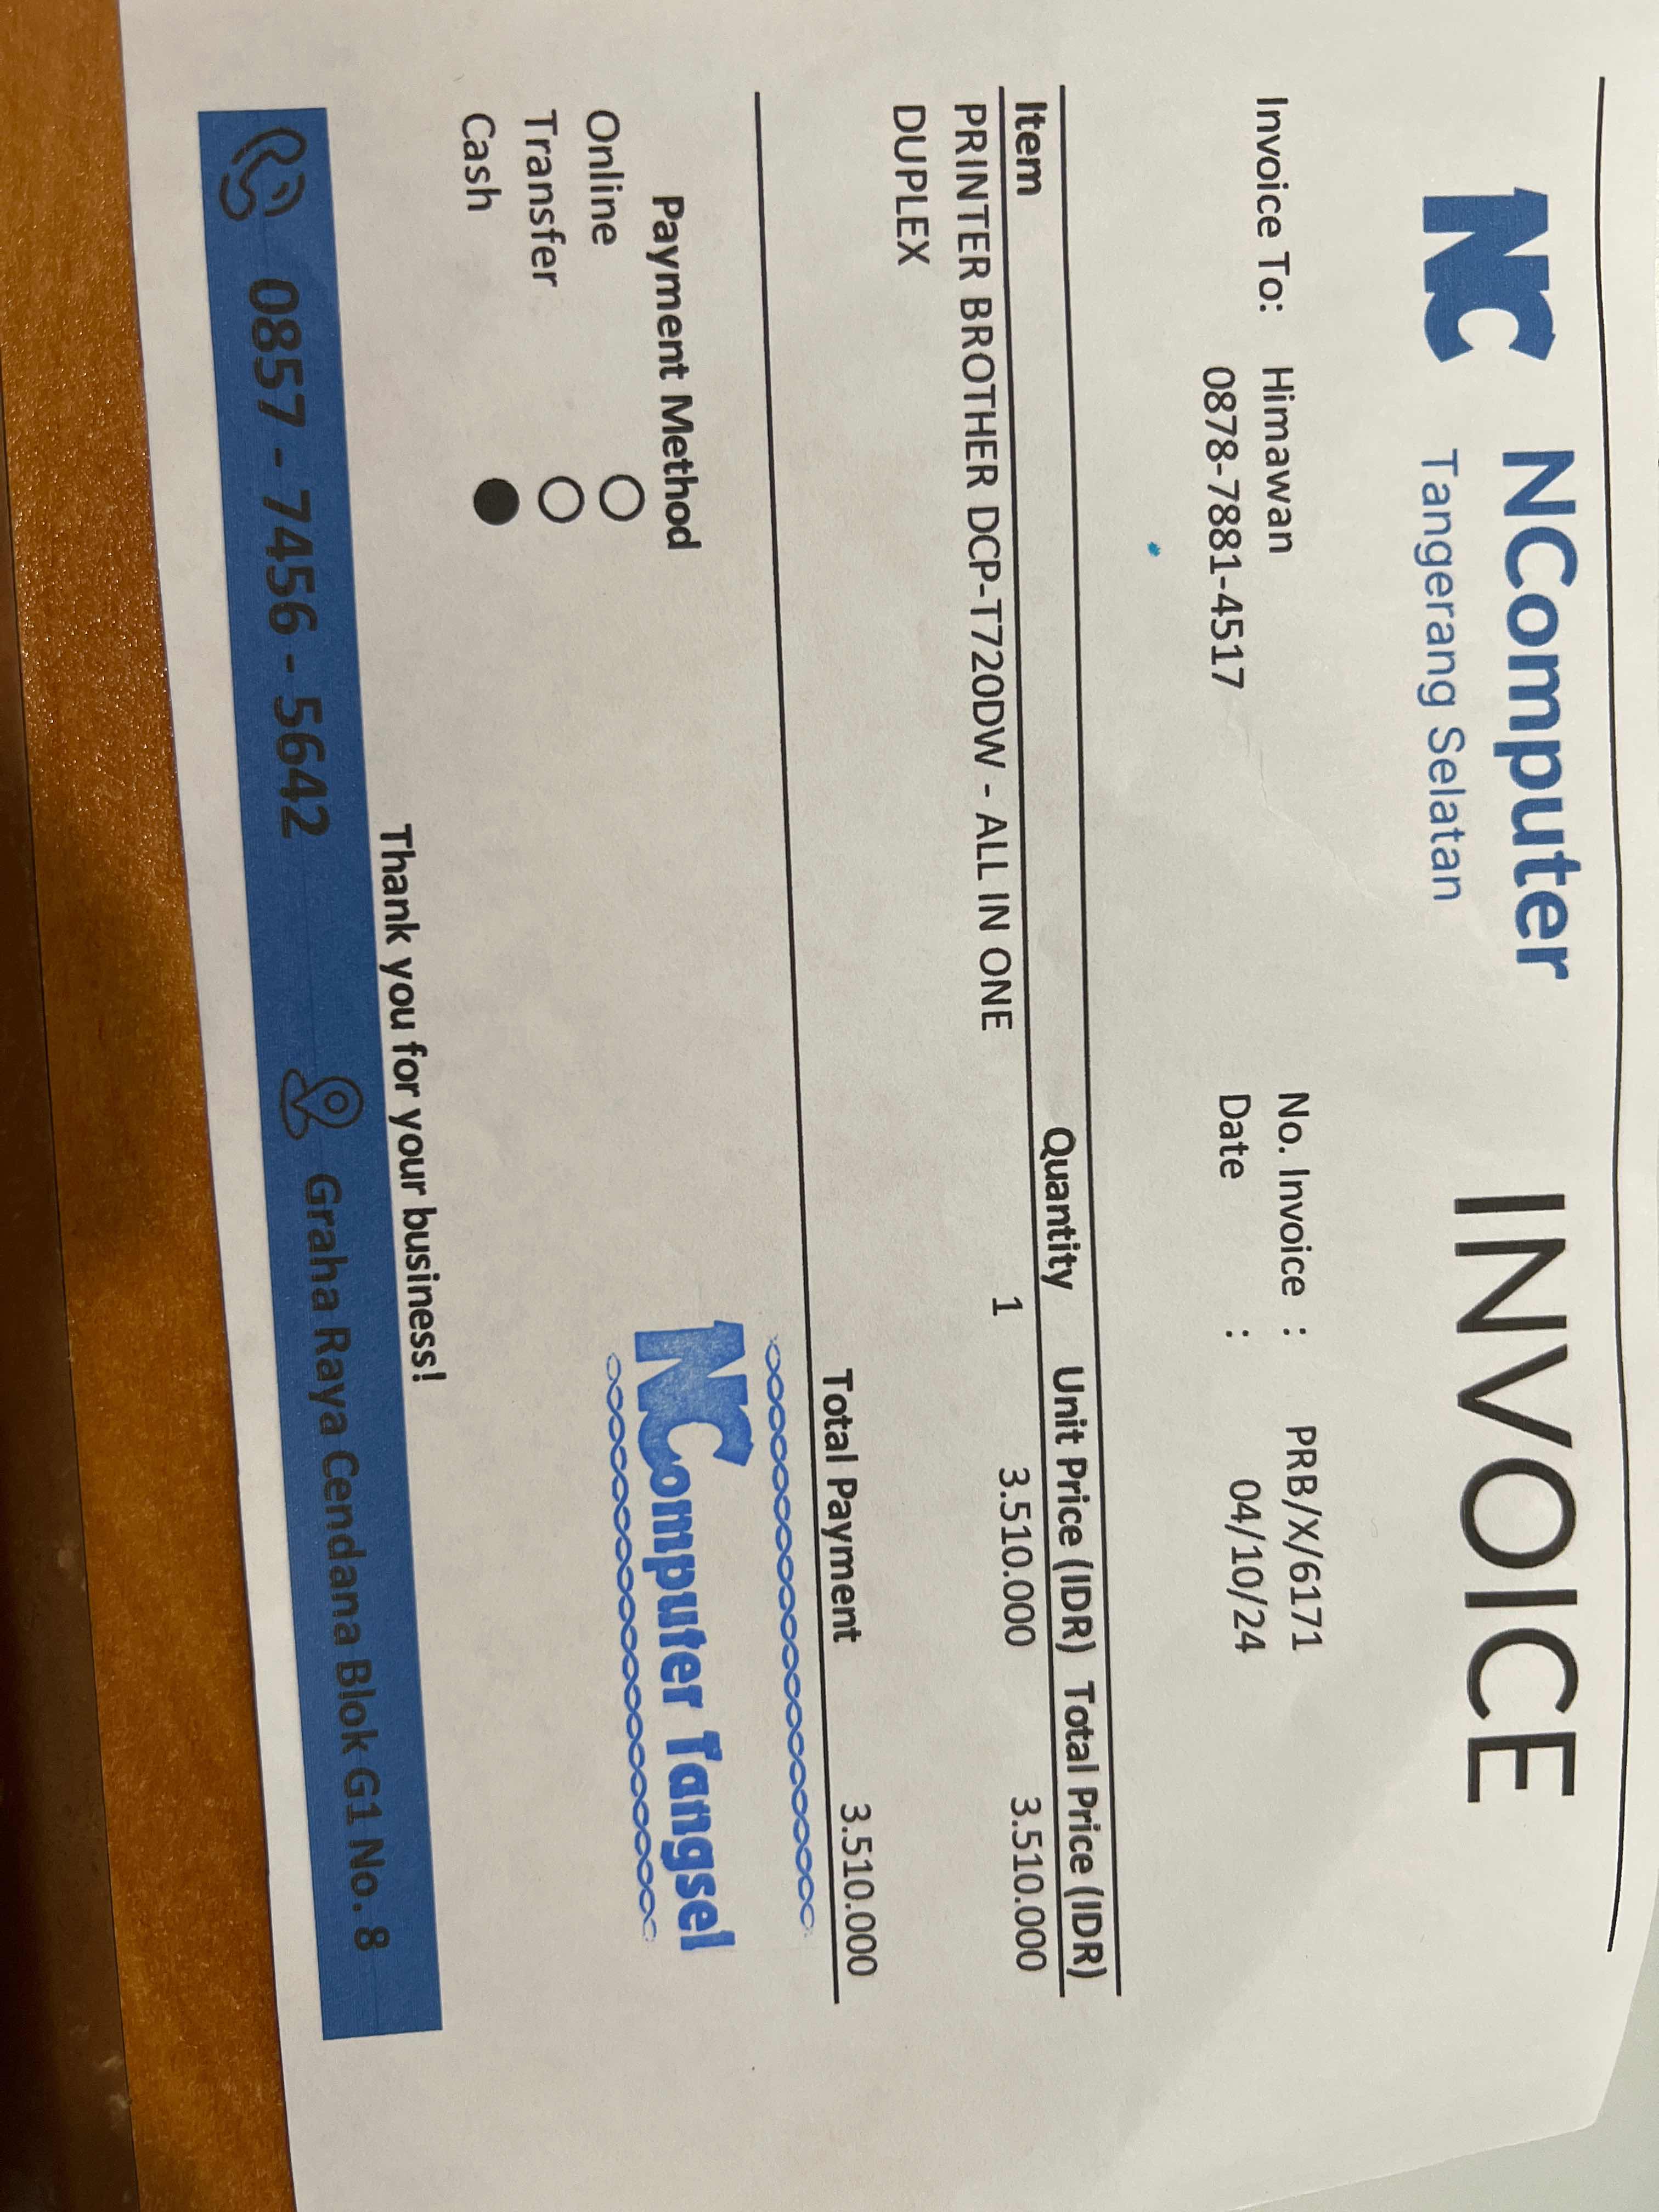 NC NComputer INVOICE
Tangerang Selatan
Invoice To: Himawan No. Invoice : PRB/X/6171
0878-7881-4517 Date : 04/10/24
Item Quantity Unit Price (IDR) Total Price (IDR)
PRINTER BROTHER DCP-T720DW - ALL IN ONE 1 3.510.000 3.510.000
DUPLEX
Total Payment 3.510.000
Payment Method
Online
Transfer
Cash
NComputer Tangsel
Thank you for your business!
0857 - 7456 - 5642 Graha Raya Cendana Blok G1 No. 8